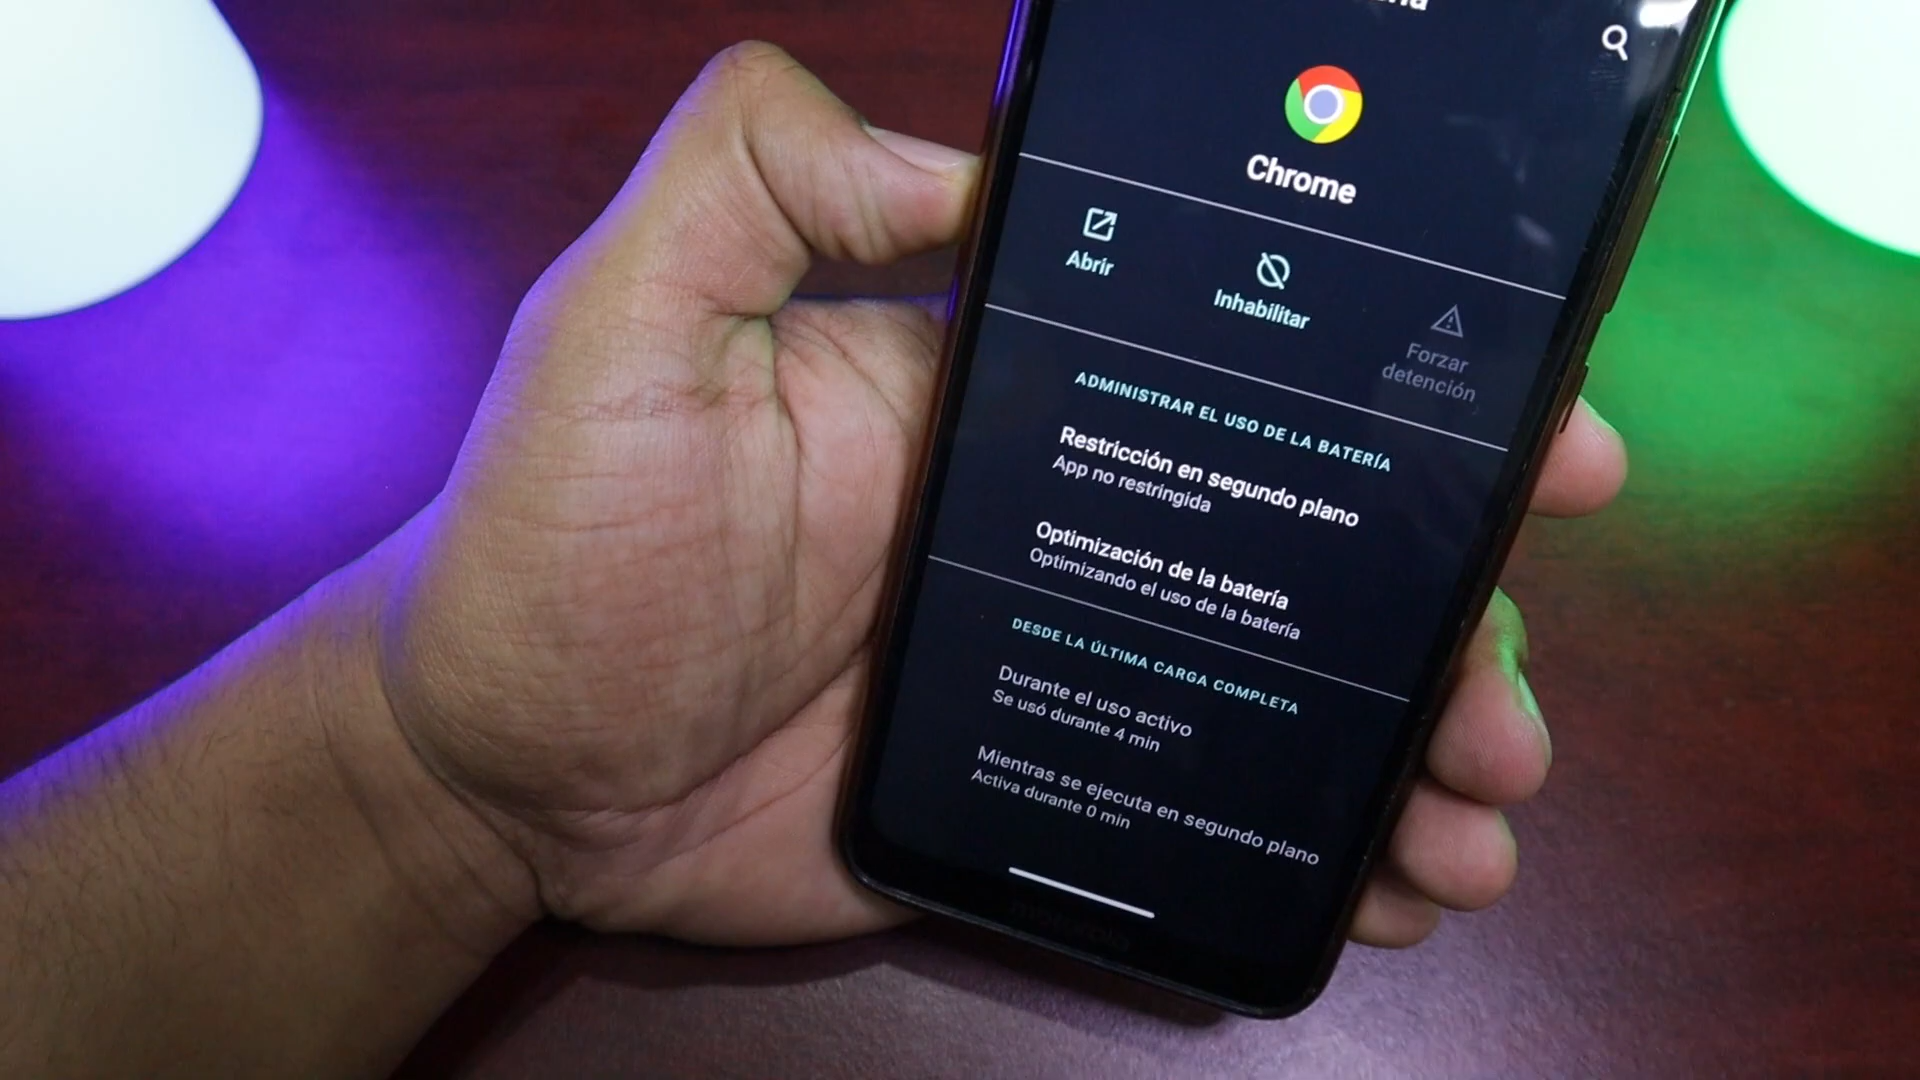 Chrome
Abrir
Inhabilitar
Forzar
detención
ADMINISTRAR EL USO DE LA BATERÍA
Restricción en segundo plano
App no restringida
Optimización de la batería
Optimizando el uso de la batería
DESDE LA ÚLTIMA CARGA COMPLETA
Durante el uso activo
Se usó durante 4 min
Mientras se ejecuta en segundo plano
Activa durante 0 min
motorola